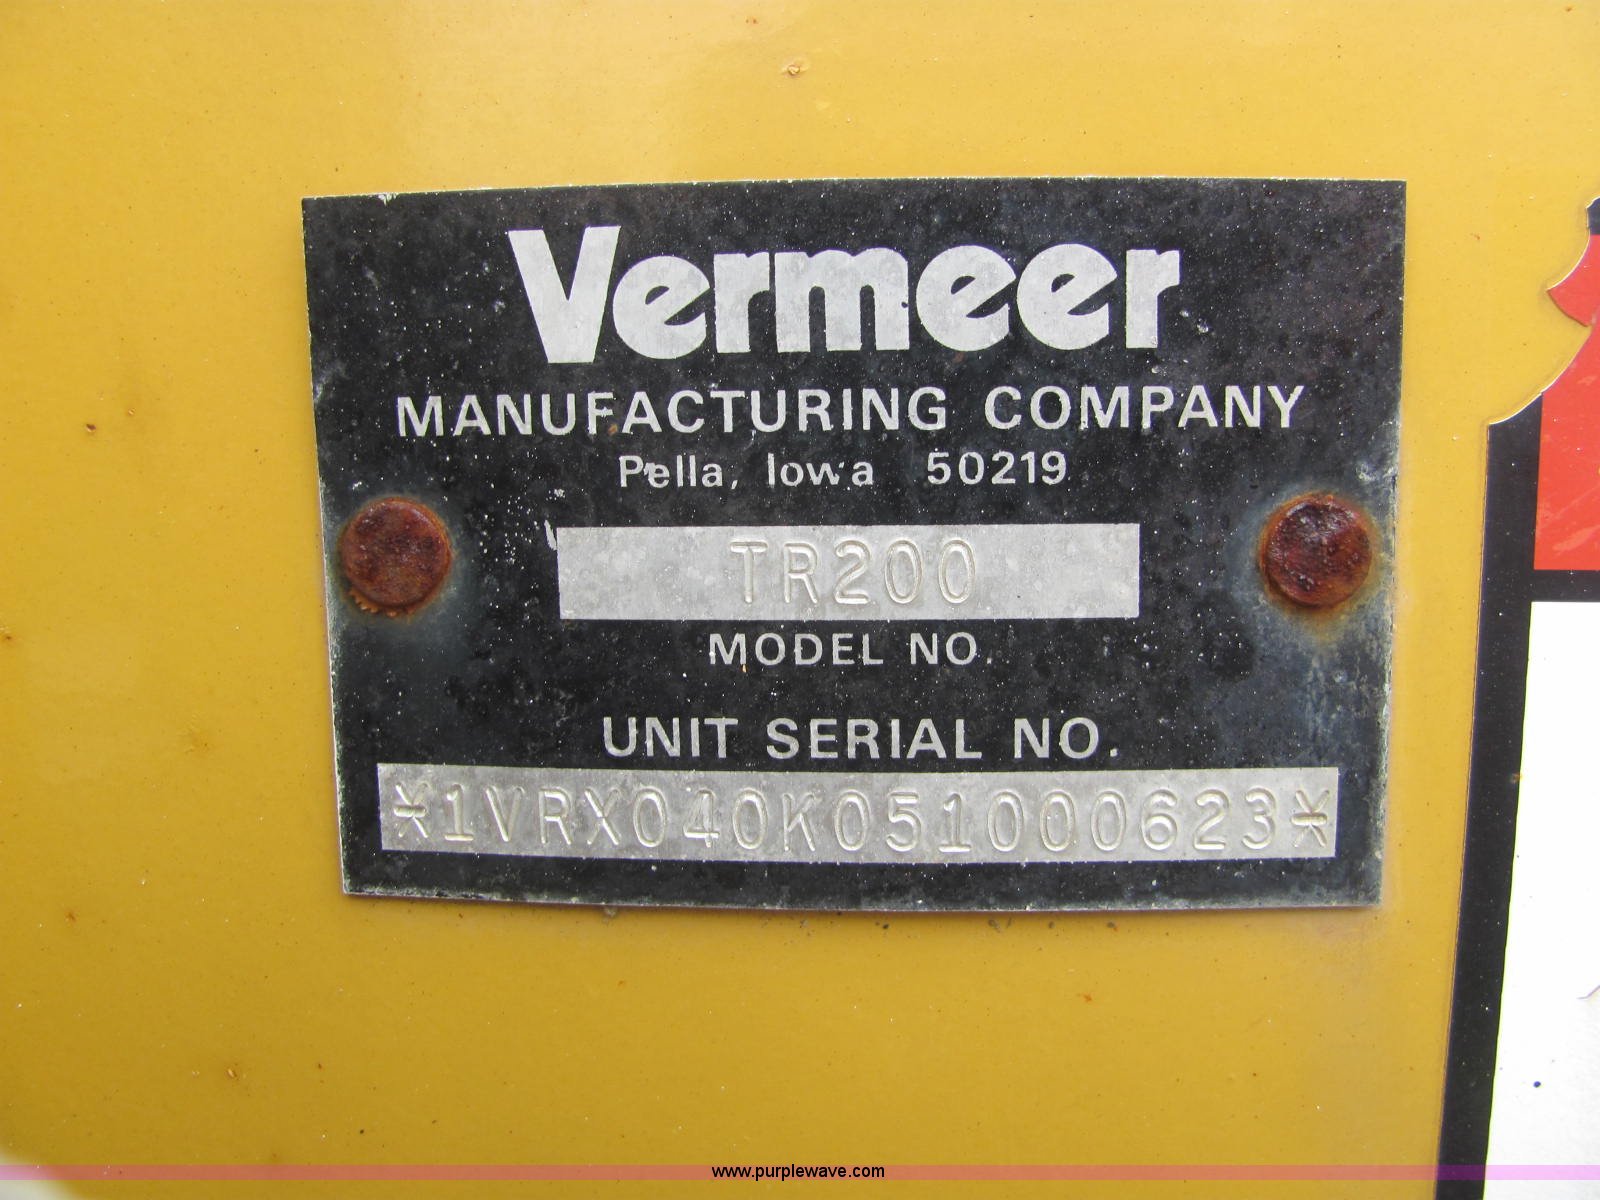 Vermeer
MANUFACTURING COMPANY
Pella, Iowa 50219
TR200
MODEL NO.
UNIT SERIAL NO.
*1VRX040K051000623*
www.purplewave.com